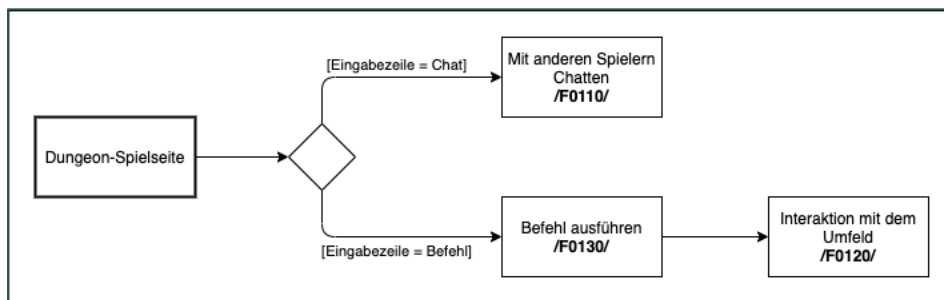 Dungeon-Spielseite
[Eingabezeile = Chat]
Mit anderen Spielern
Chatten
/F0110/
[Eingabezeile = Befehl]
Befehl ausführen
/F0130/
Interaktion mit dem
Umfeld
/F0120/